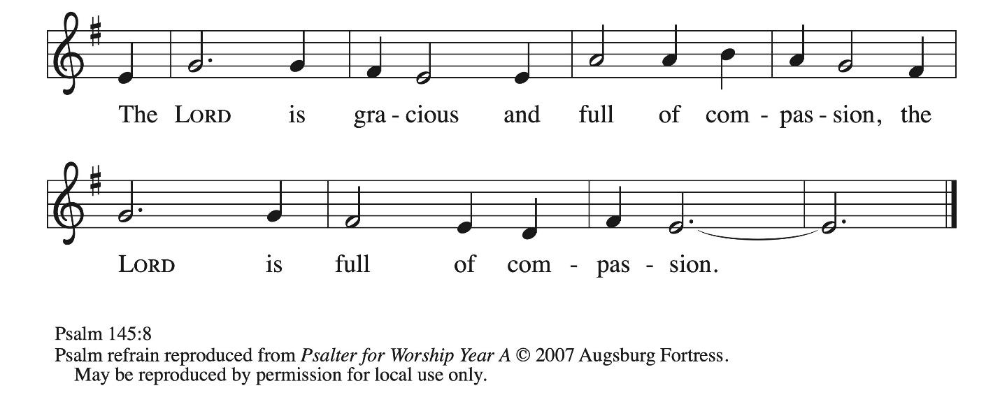 The LORD is gra - cious and full of com - pas - sion, the
LORD is full of com - pas - sion.
Psalm 145:8
Psalm refrain reproduced from Psalter for Worship Year A © 2007 Augsburg Fortress.
May be reproduced by permission for local use only.